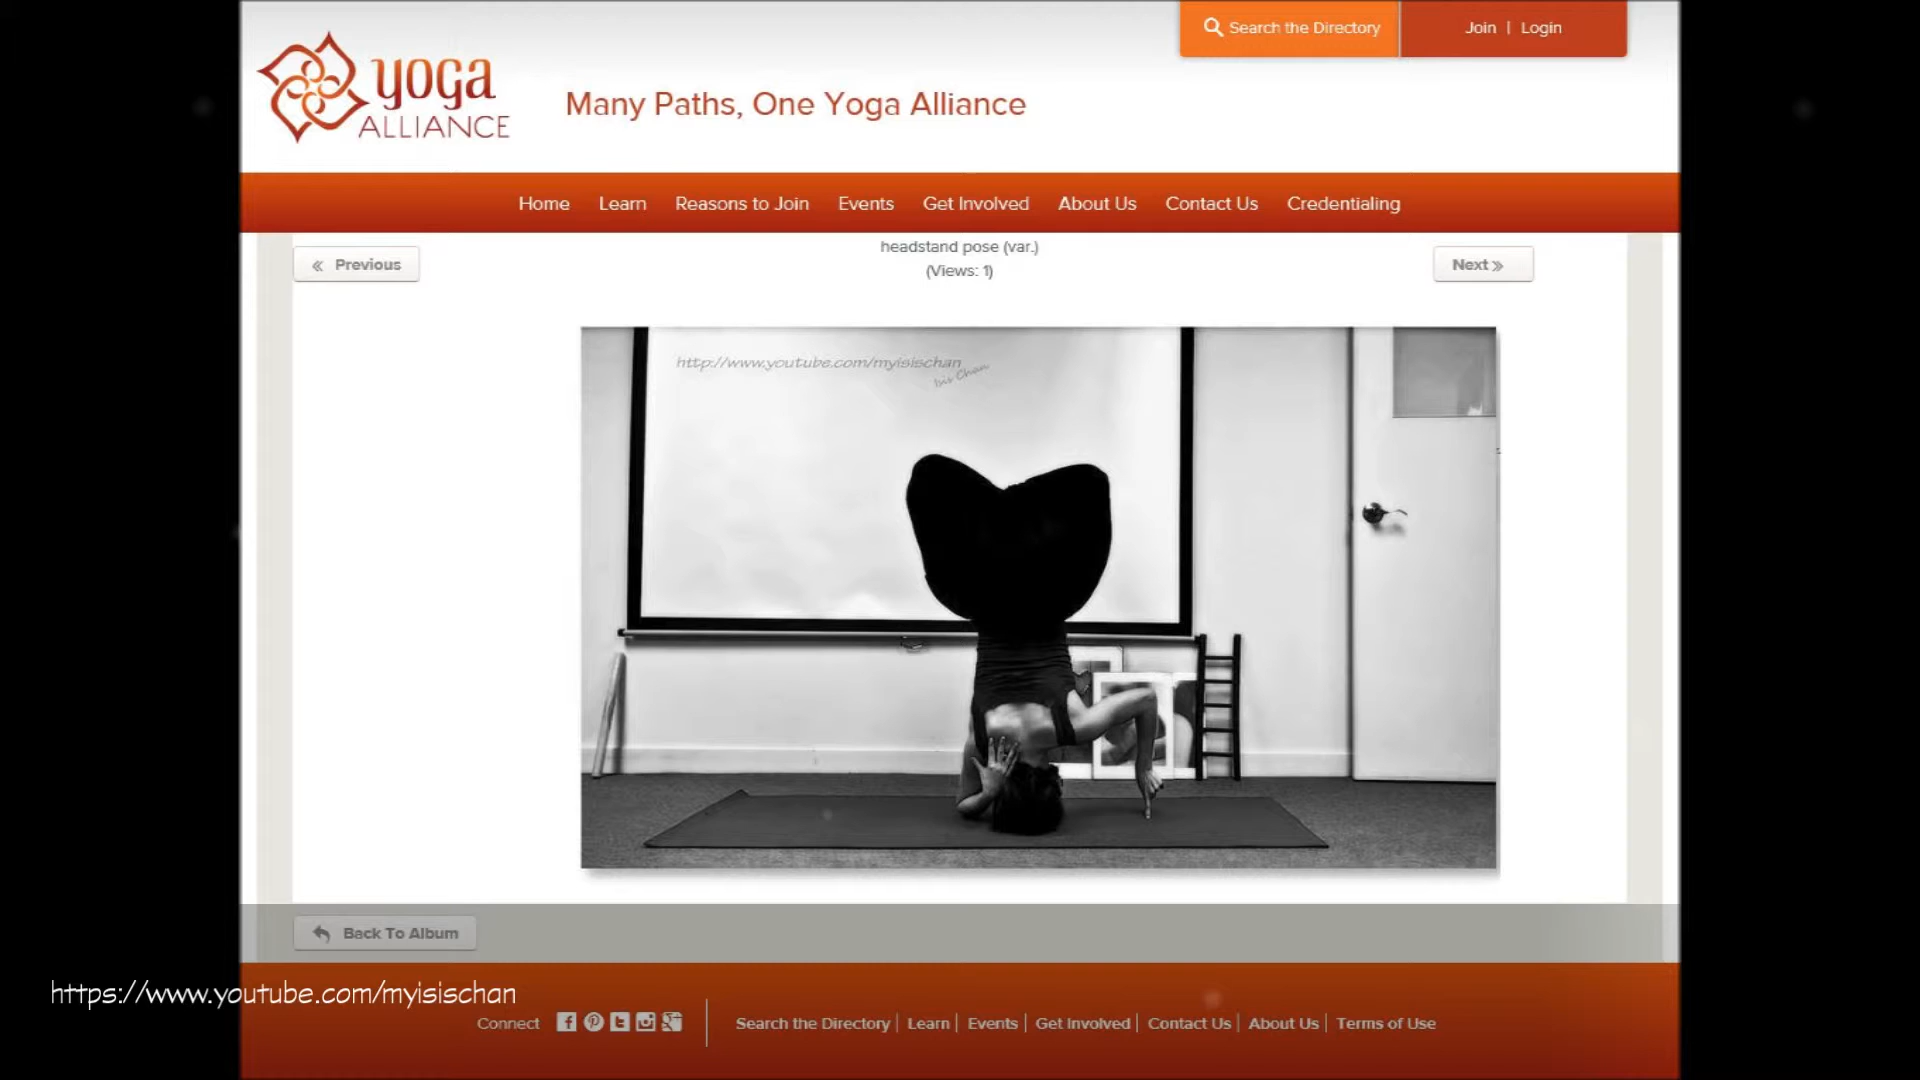 Search the Directory
Join | Login
yoga
ALLIANCE
Many Paths, One Yoga Alliance
Home Learn Reasons to Join Events Get Involved About Us Contact Us Credentialing
« Previous
headstand pose (var.)
(Views: 1)
Next »
http://www.youtube.com/myisischan
Isis Chan
Back To Album
https://www.youtube.com/myisischan
Connect
Search the Directory | Learn | Events | Get Involved | Contact Us | About Us | Terms of Use